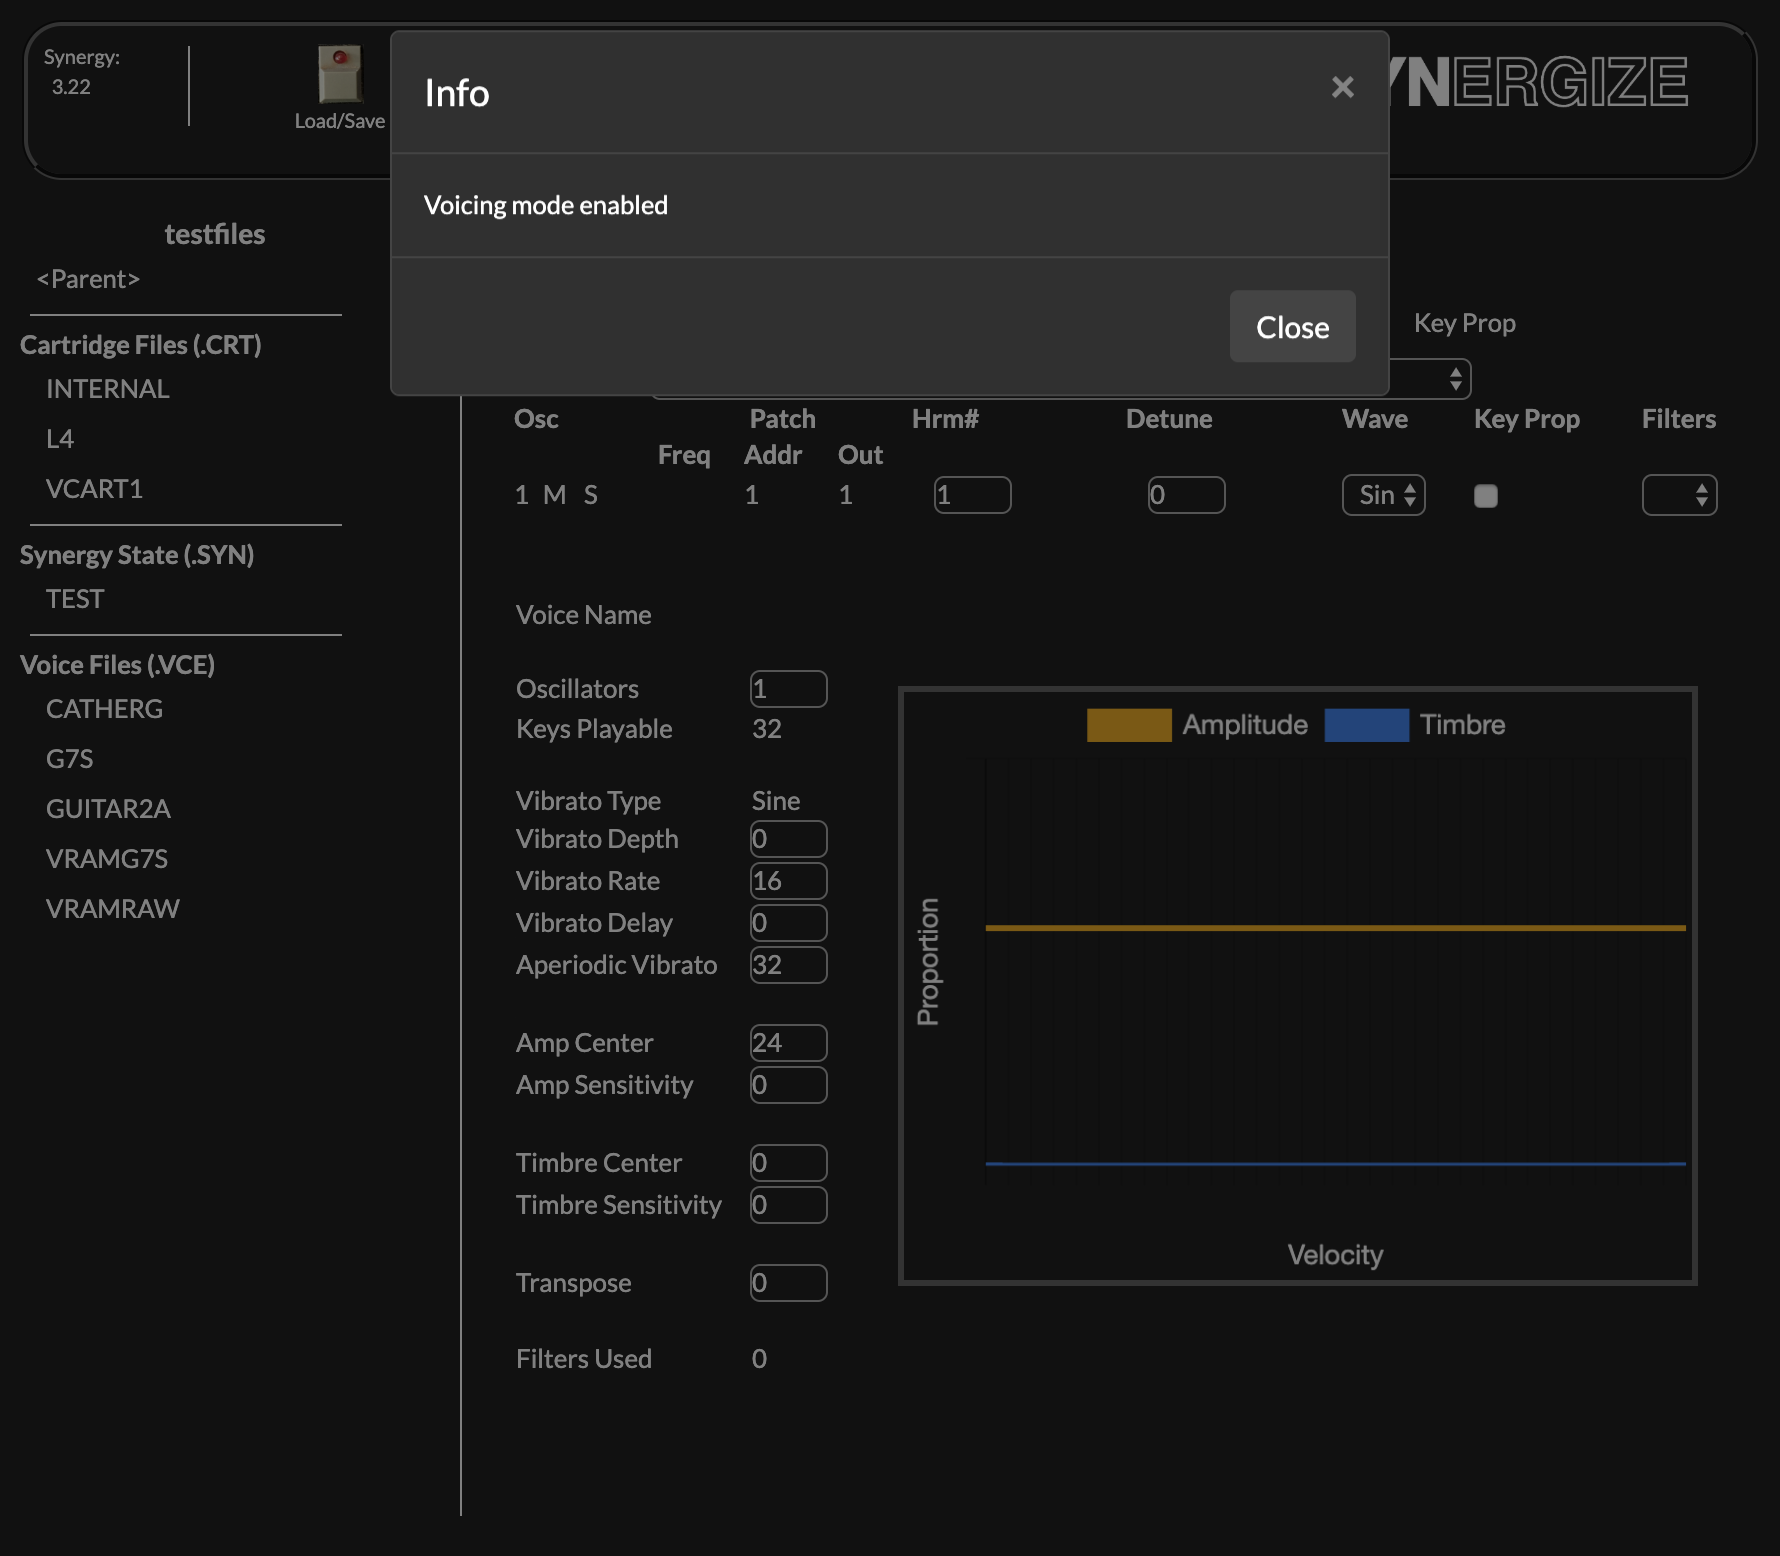 Synergy:
3.22
Load/Save
YNERGIZE
Info
×
Voicing mode enabled
Close
testfiles
<Parent>
Cartridge Files (.CRT)
INTERNAL
L4
VCART1
Synergy State (.SYN)
TEST
Voice Files (.VCE)
CATHERG
G7S
GUITAR2A
VRAMG7S
VRAMRAW
Key Prop
Osc Patch Hrm# Detune Wave Key Prop Filters
Freq Addr Out
1 M S 1 1 1 0 Sin
Voice Name
Oscillators 1
Keys Playable 32
Vibrato Type Sine
Vibrato Depth 0
Vibrato Rate 16
Vibrato Delay 0
Aperiodic Vibrato 32
Amp Center 24
Amp Sensitivity 0
Timbre Center 0
Timbre Sensitivity 0
Transpose 0
Filters Used 0
Amplitude Timbre
Proportion
Velocity